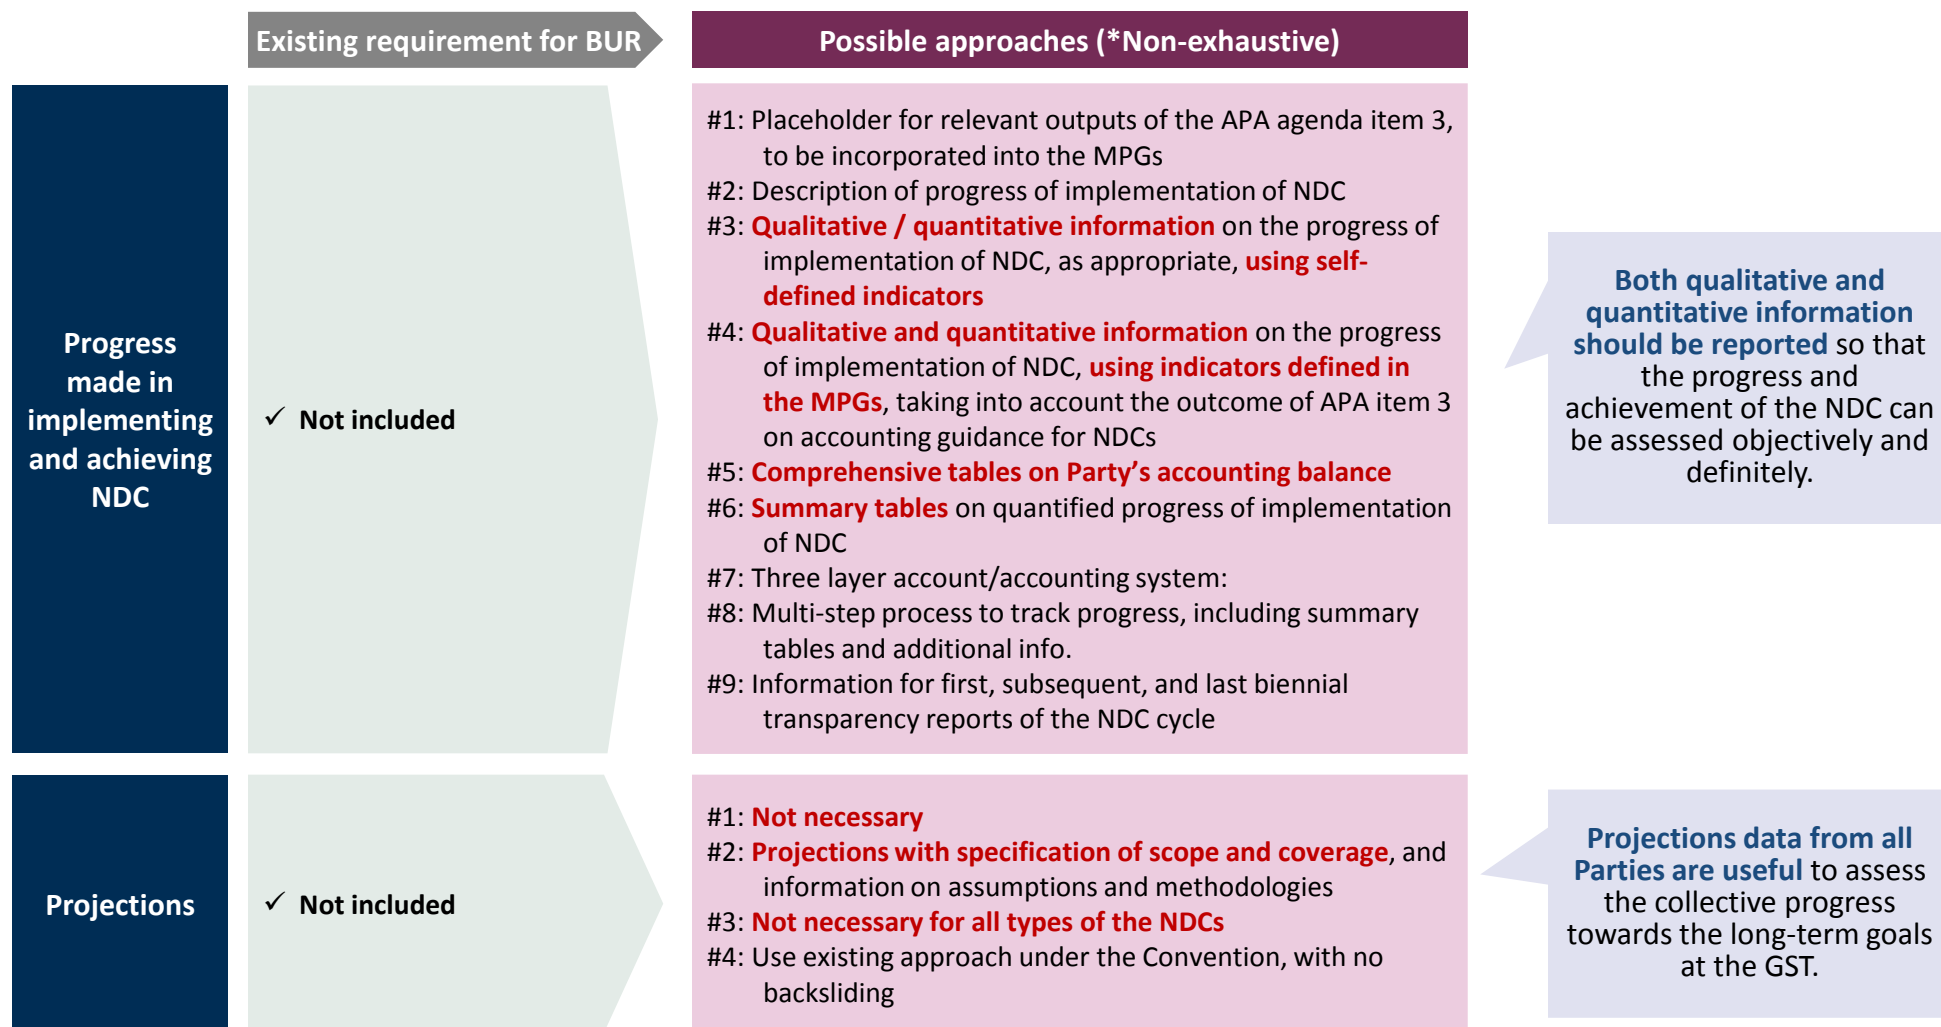 Existing requirement for BUR
Possible approaches (*Non-exhaustive)
Progress
made in
implementing
and achieving
NDC
✓ Not included
#1: Placeholder for relevant outputs of the APA agenda item 3,
to be incorporated into the MPGs
#2: Description of progress of implementation of NDC
#3: Qualitative / quantitative information on the progress of
implementation of NDC, as appropriate, using self-
defined indicators
#4: Qualitative and quantitative information on the progress
of implementation of NDC, using indicators defined in
the MPGs, taking into account the outcome of APA item 3
on accounting guidance for NDCs
#5: Comprehensive tables on Party’s accounting balance
#6: Summary tables on quantified progress of implementation
of NDC
#7: Three layer account/accounting system:
#8: Multi-step process to track progress, including summary
tables and additional info.
#9: Information for first, subsequent, and last biennial
transparency reports of the NDC cycle
Both qualitative and
quantitative information
should be reported so that
the progress and
achievement of the NDC can
be assessed objectively and
definitely.
Projections
✓ Not included
#1: Not necessary
#2: Projections with specification of scope and coverage, and
information on assumptions and methodologies
#3: Not necessary for all types of the NDCs
#4: Use existing approach under the Convention, with no
backsliding
Projections data from all
Parties are useful to assess
the collective progress
towards the long-term goals
at the GST.